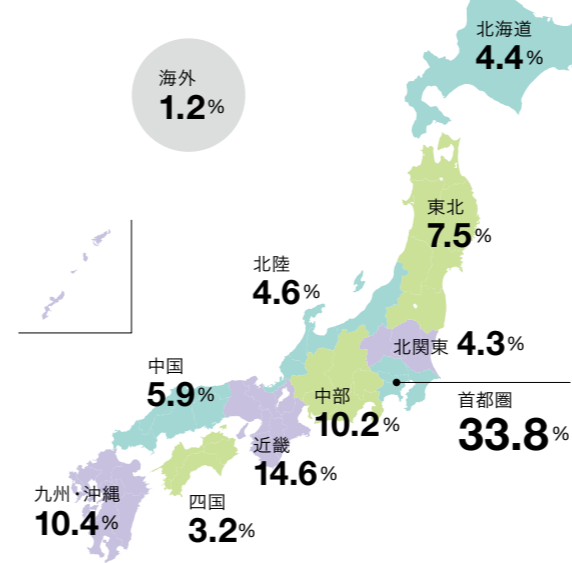 北海道
4.4%
海外
1.2%
東北
7.5%
北陸
4.6%
北関東 4.3%
中国
5.9%
首都圏
33.8%
中部
10.2%
近畿
14.6%
九州・沖縄
10.4%
四国
3.2%